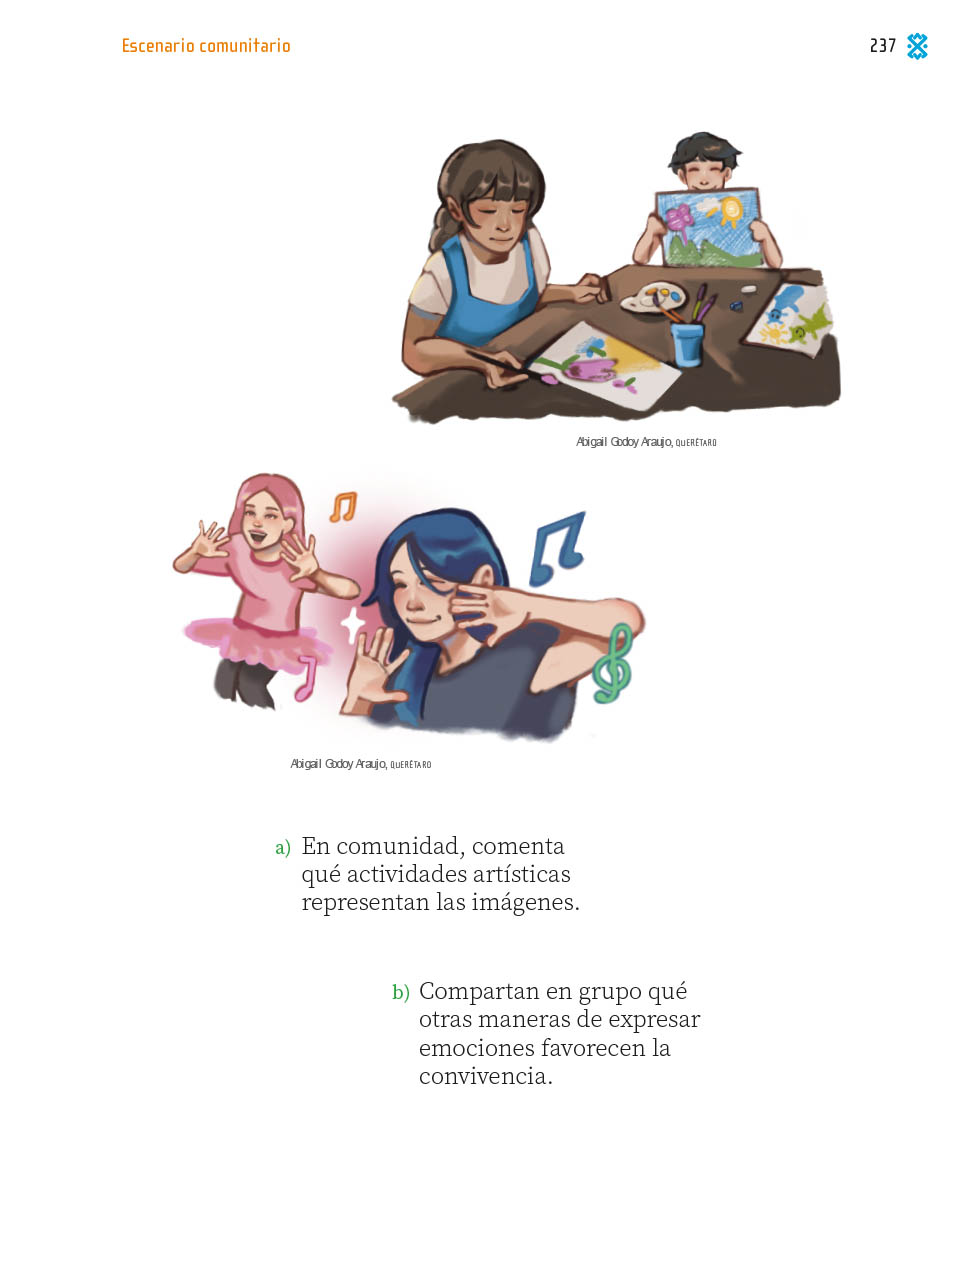 Escenario comunitario
237
Abigail Godoy Araujo, QUERÉTARO
Abigail Godoy Araujo, QUERÉTARO
a) En comunidad, comenta
qué actividades artísticas
representan las imágenes.
b) Compartan en grupo qué
otras maneras de expresar
emociones favorecen la
convivencia.